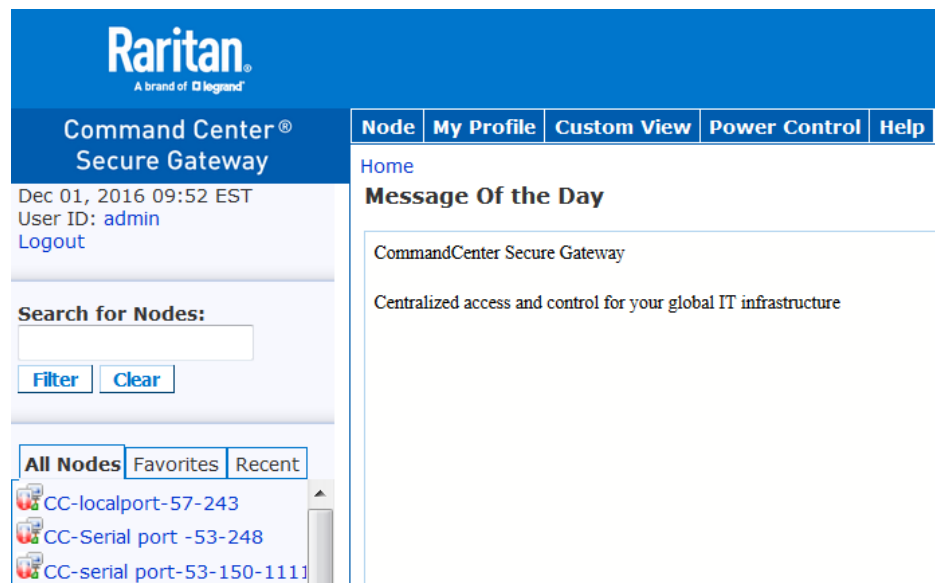 Raritan®
A brand of legrand®
Command Center®
Secure Gateway
Dec 01, 2016 09:52 EST
User ID: admin
Logout
Search for Nodes:
Filter Clear
All Nodes Favorites Recent
CC-localport-57-243
CC-Serial port -53-248
CC-serial port-53-150-1111
Node My Profile Custom View Power Control Help
Home
Message Of the Day
CommandCenter Secure Gateway
Centralized access and control for your global IT infrastructure